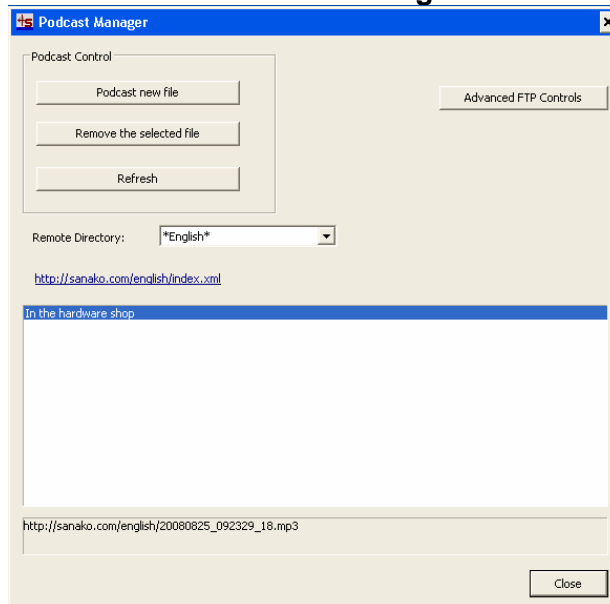 Podcast Manager
Podcast Control
Podcast new file
Advanced FTP Controls
Remove the selected file
Refresh
Remote Directory: *English*
http://sanako.com/english/index.xml
In the hardware shop
http://sanako.com/english/20080825_092329_18.mp3
Close